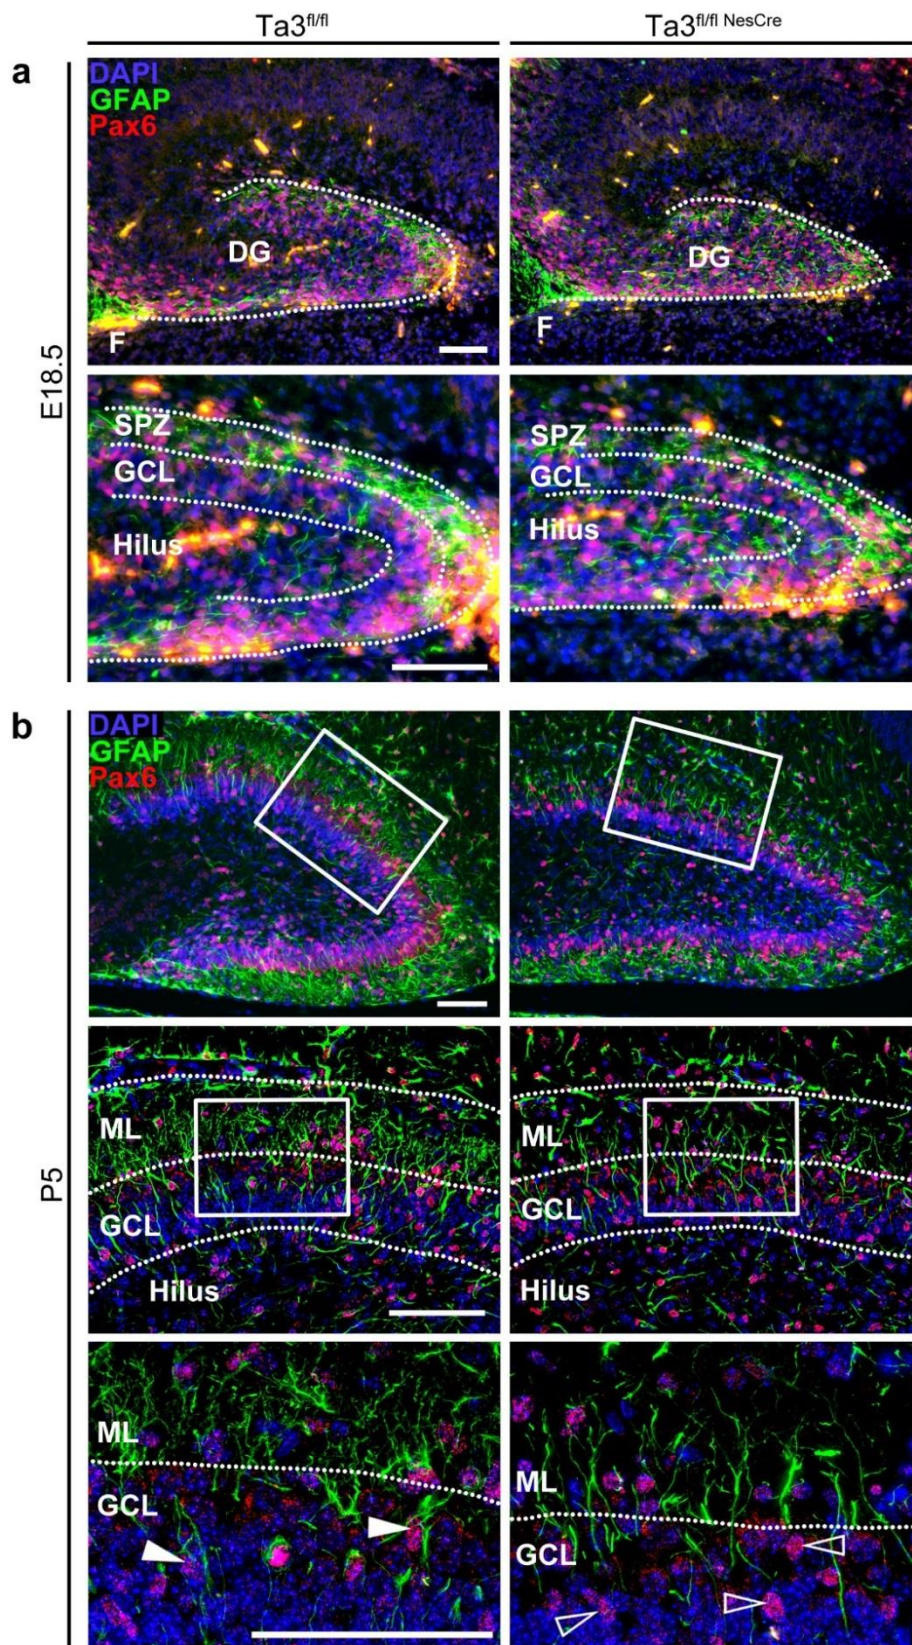 Ta3fl/fl
Ta3fl/fl NesCre
a
E18.5
DAPI
GFAP
Pax6
DG
F
DG
F
SPZ
GCL
Hilus
SPZ
GCL
Hilus
b
P5
DAPI
GFAP
Pax6
ML
GCL
Hilus
ML
GCL
Hilus
ML
GCL
ML
GCL